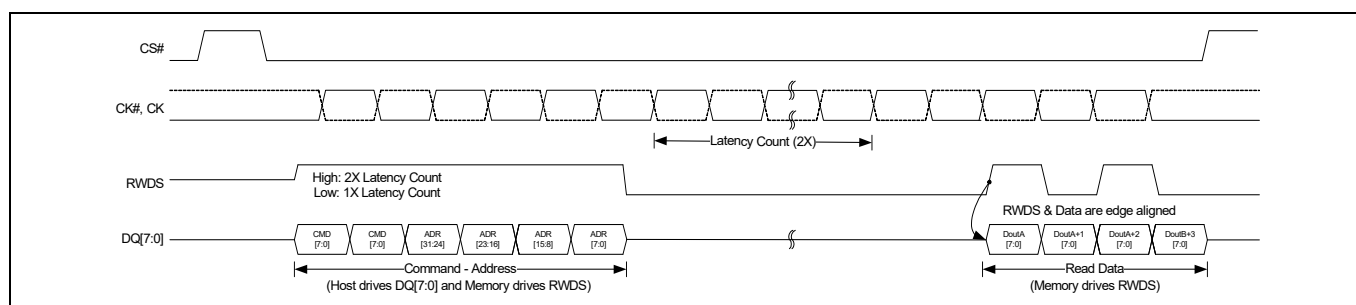 CS#
CK#, CK
Latency Count (2X)
RWDS
High: 2X Latency Count
Low: 1X Latency Count
RWDS & Data are edge aligned
DQ[7:0]
CMD
[7:0]
CMD
[7:0]
ADR
[31:24]
ADR
[23:16]
ADR
[15:8]
ADR
[7:0]
DoutA
[7:0]
DoutA+1
[7:0]
DoutA+2
[7:0]
DoutB+3
[7:0]
Command - Address
(Host drives DQ[7:0] and Memory drives RWDS)
Read Data
(Memory drives RWDS)